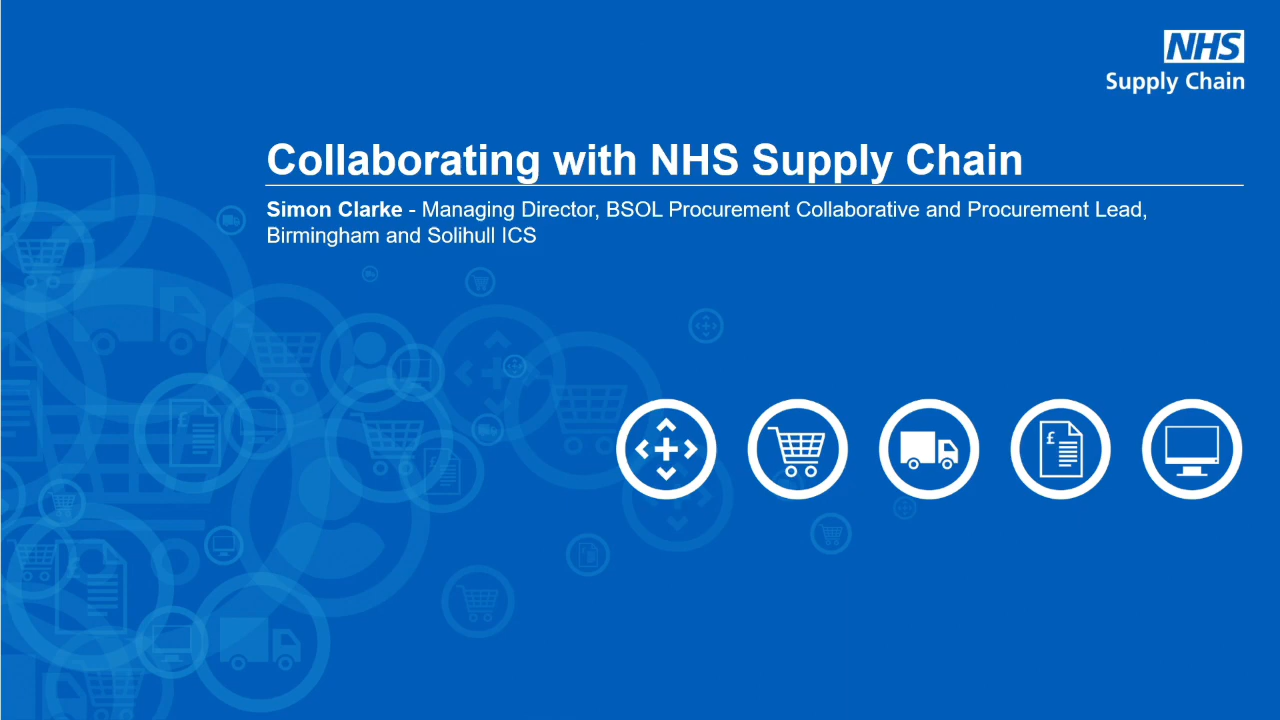 NHS
Supply Chain
Collaborating with NHS Supply Chain
Simon Clarke - Managing Director, BSOL Procurement Collaborative and Procurement Lead,
Birmingham and Solihull ICS
£
£
£